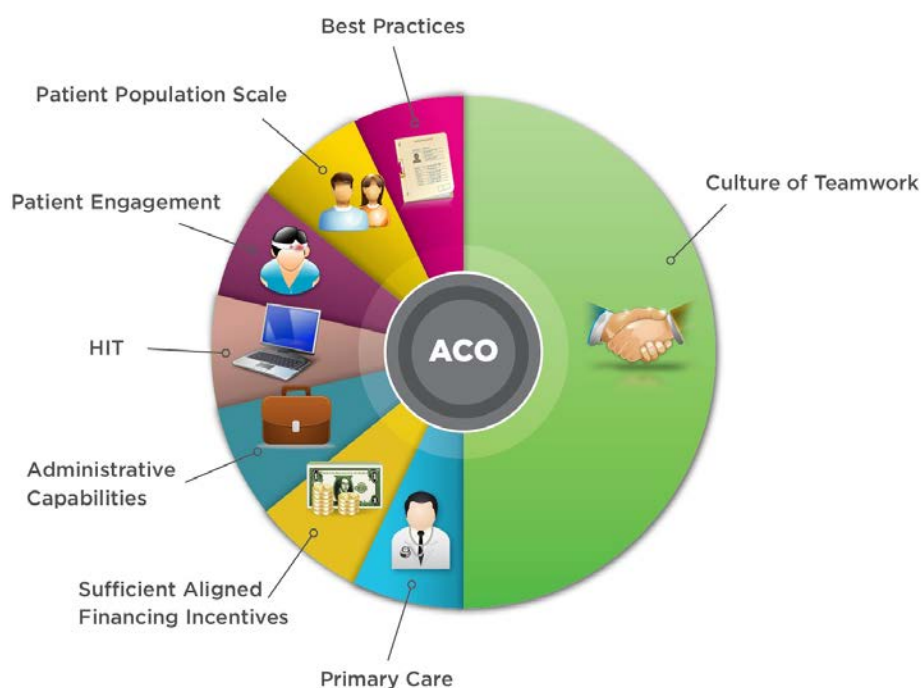 Best Practices
Patient Population Scale
Culture of Teamwork
Patient Engagement
HIT
ACO
Administrative
Capabilities
Sufficient Aligned
Financing Incentives
Primary Care